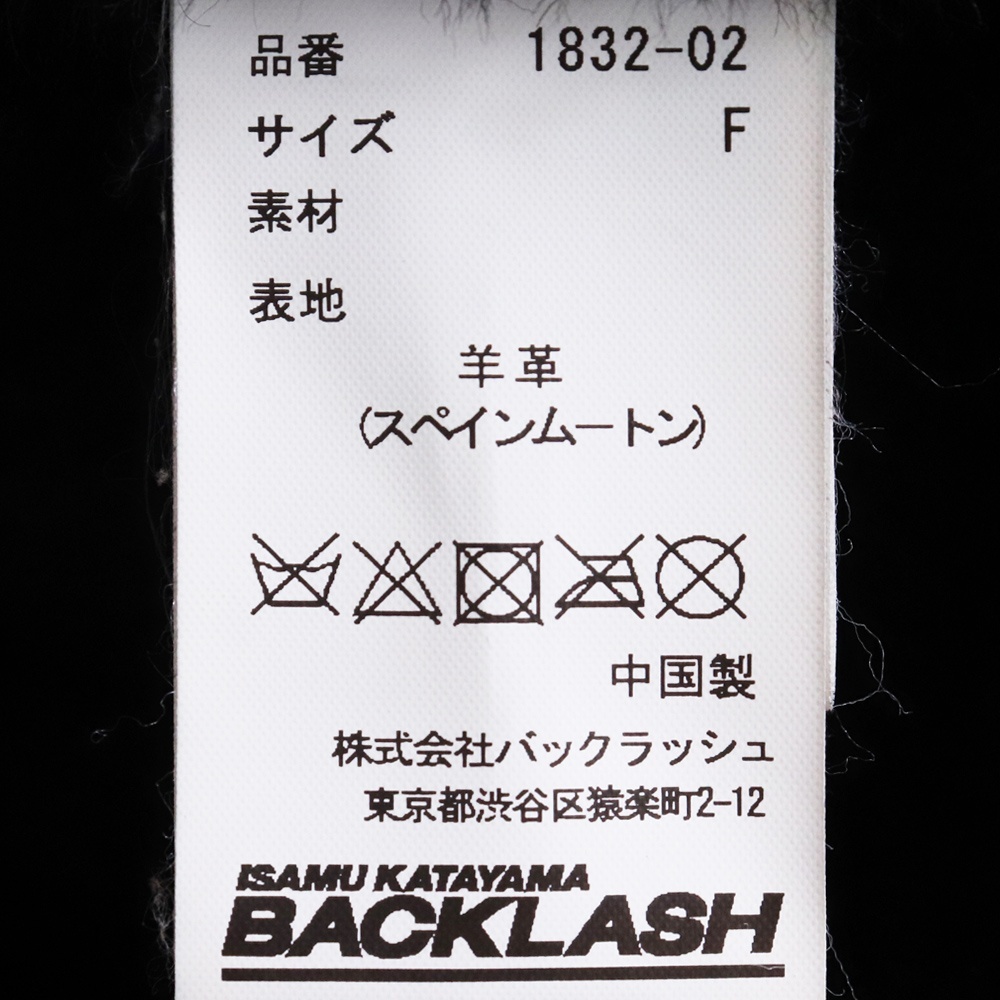 品番 1832-02
サイズ F
素材
表地
羊革
(スペインムートン)
中国製
株式会社バックラッシュ
東京都渋谷区猿楽町2-12
ISAMU KATAYAMA
BACKLASH